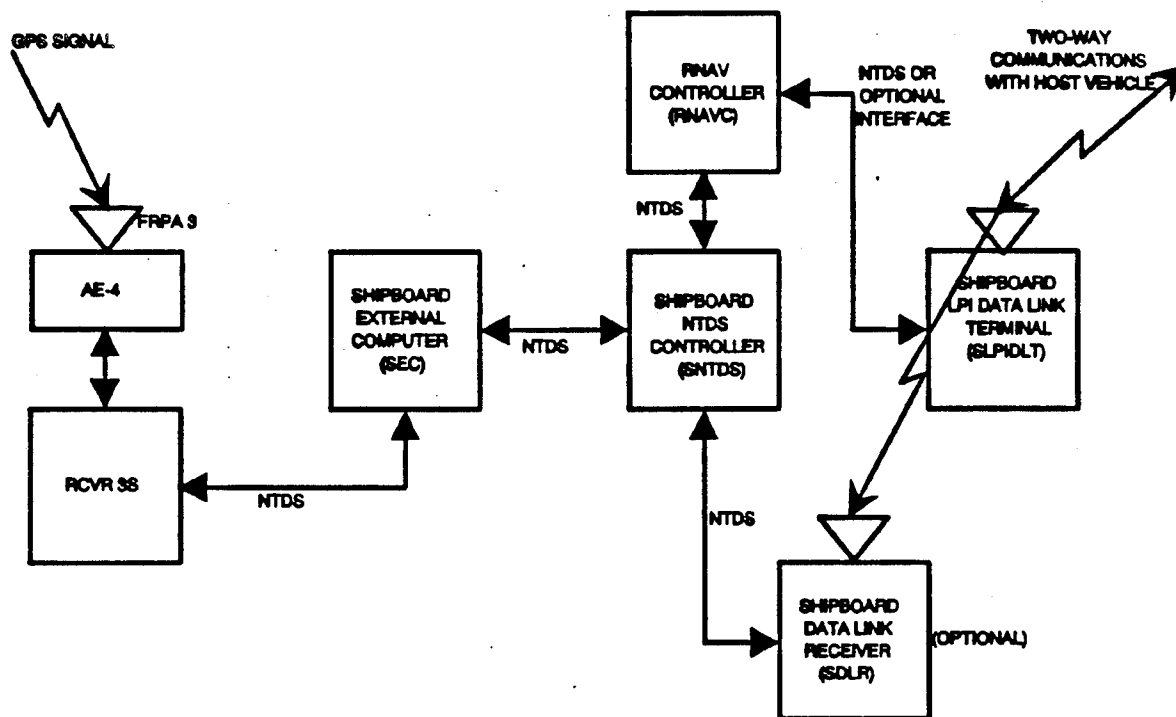 GPS SIGNAL
FRPA 3
AE-4
RCVR 3S
NTDS
SHIPBOARD
EXTERNAL
COMPUTER
(SEC)
NTDS
RNAV
CONTROLLER
(RNAVC)
NTDS
SHIPBOARD
NTDS
CONTROLLER
(SNTDS)
NTDS OR
OPTIONAL
INTERFACE
TWO-WAY
COMMUNICATIONS
WITH HOST VEHICLE
SHIPBOARD
LPI DATA LINK
TERMINAL
(SLPIDLT)
NTDS
SHIPBOARD
DATA LINK
RECEIVER
(SDLR)
(OPTIONAL)